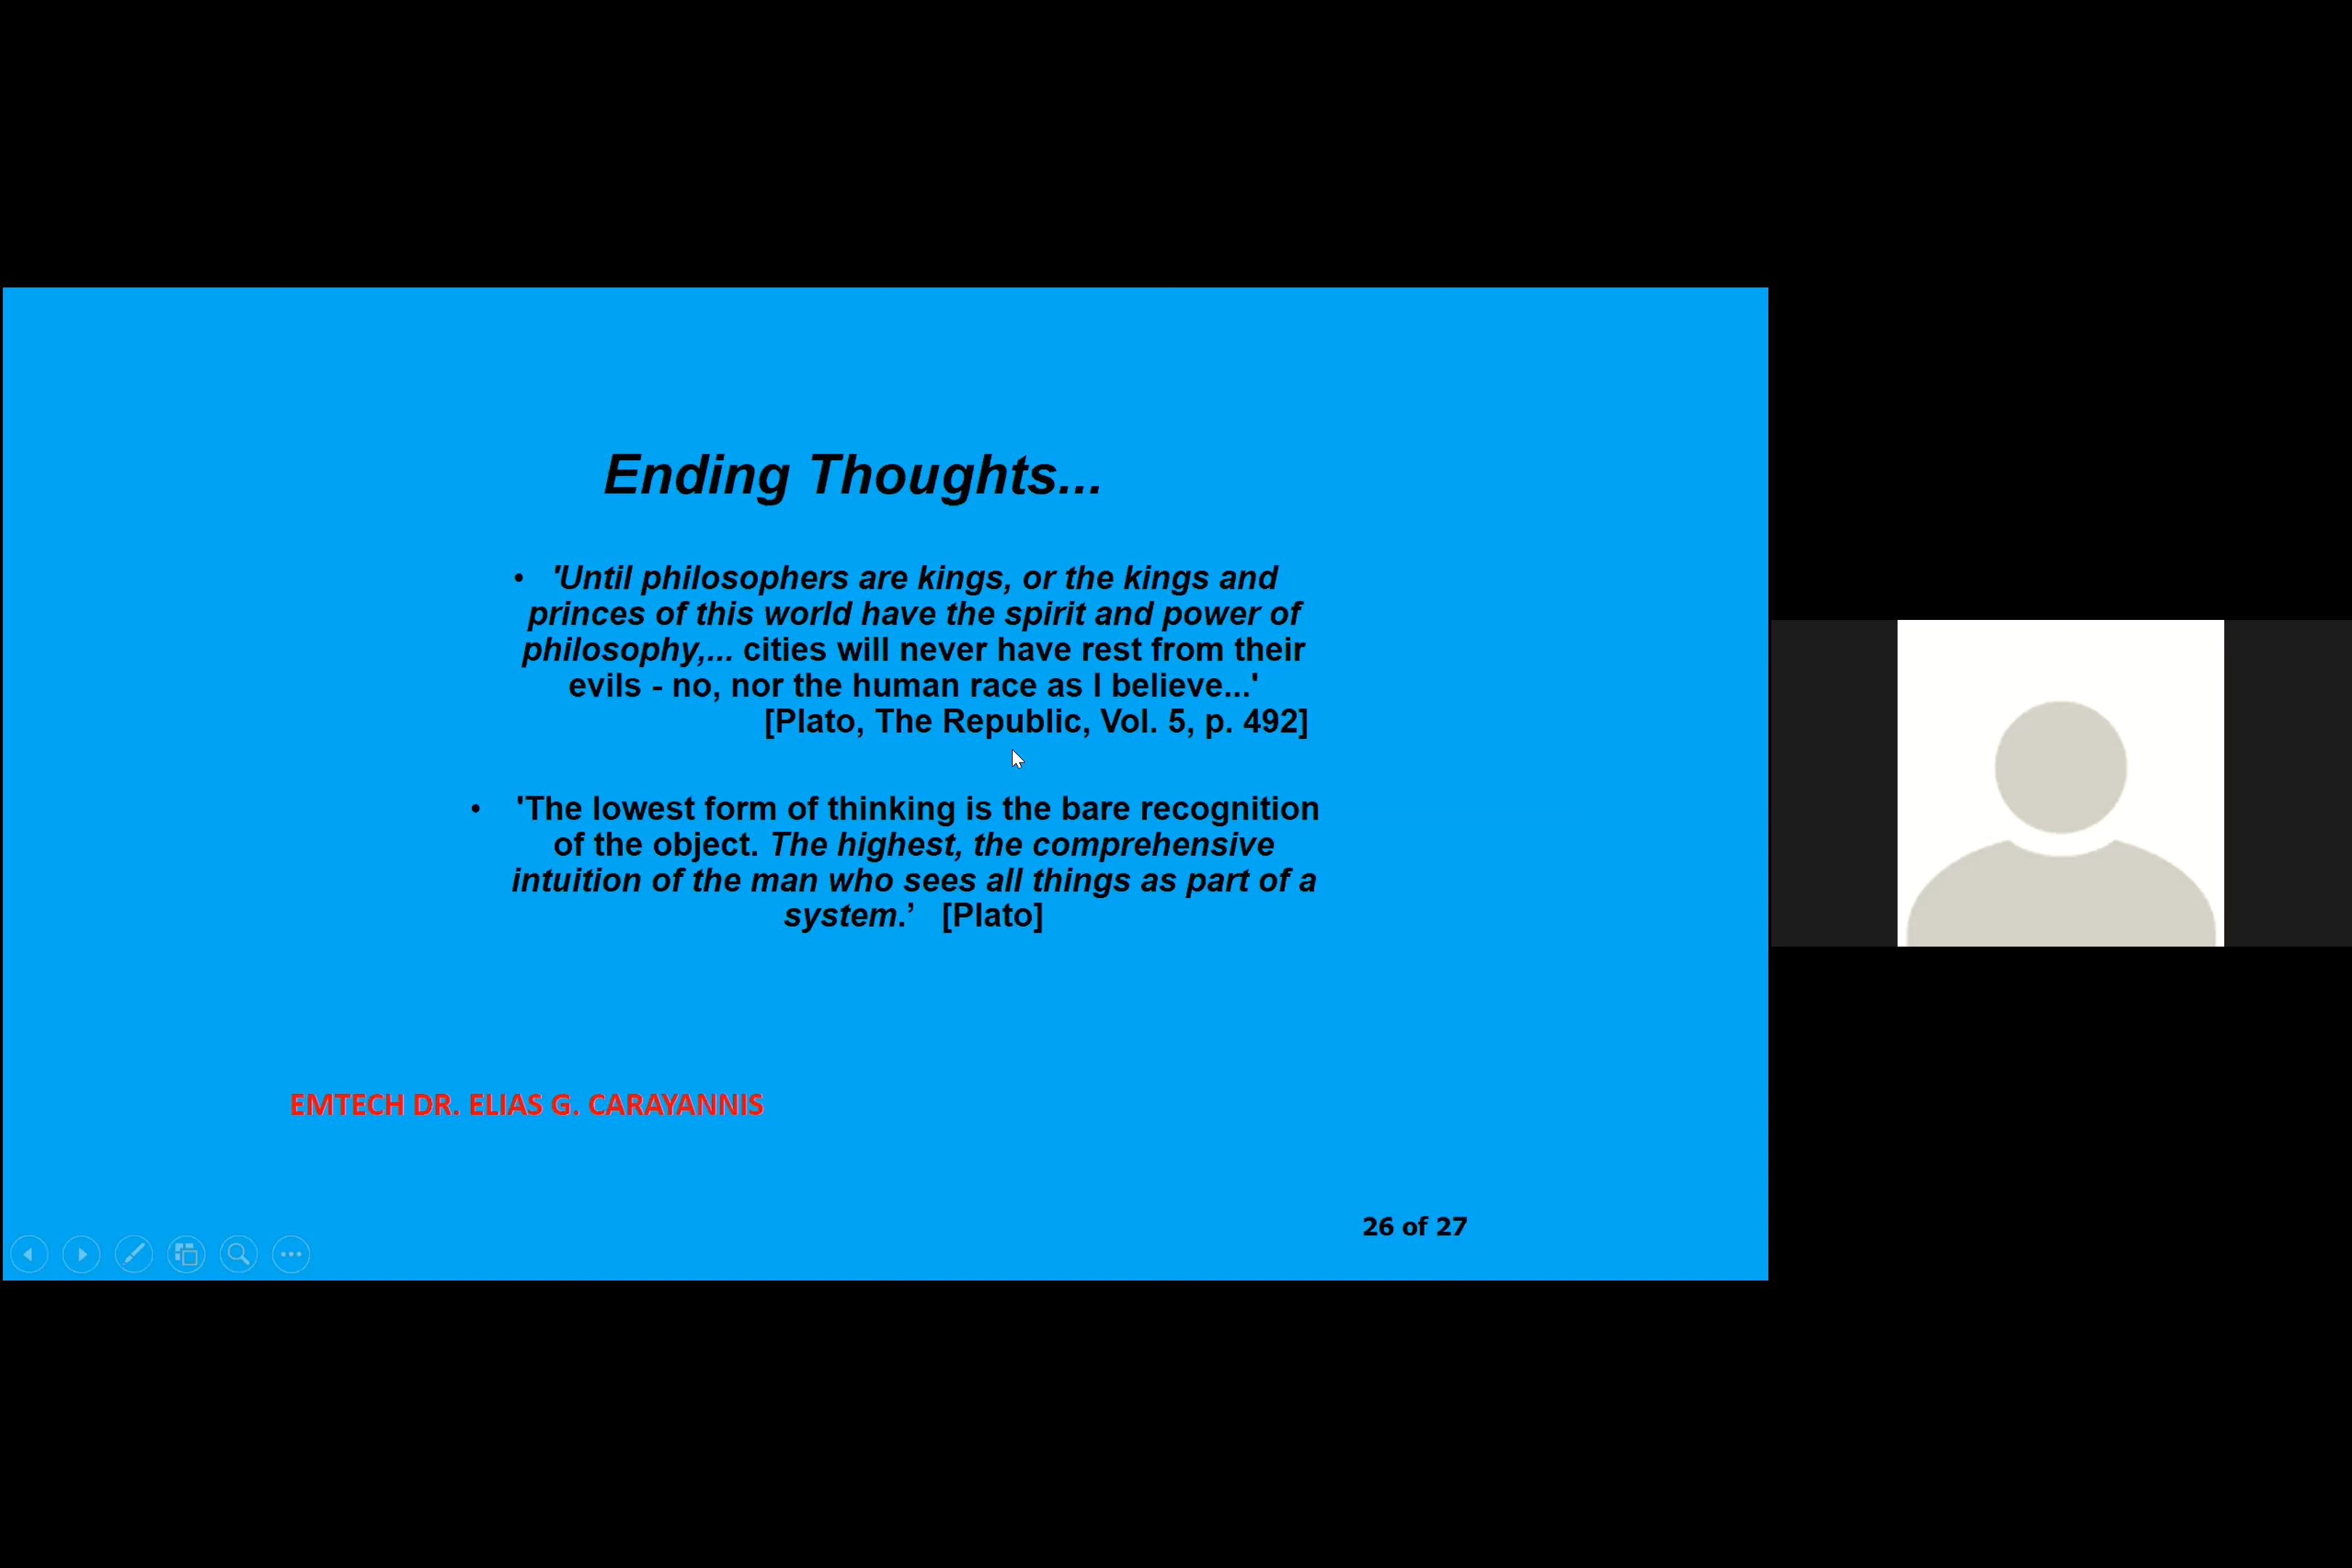 Ending Thoughts...
• 'Until philosophers are kings, or the kings and
princes of this world have the spirit and power of
philosophy,... cities will never have rest from their
evils - no, nor the human race as I believe...'
[Plato, The Republic, Vol. 5, p. 492]
• 'The lowest form of thinking is the bare recognition
of the object. The highest, the comprehensive
intuition of the man who sees all things as part of a
system.’ [Plato]
EMTECH DR. ELIAS G. CARAYANNIS
26 of 27